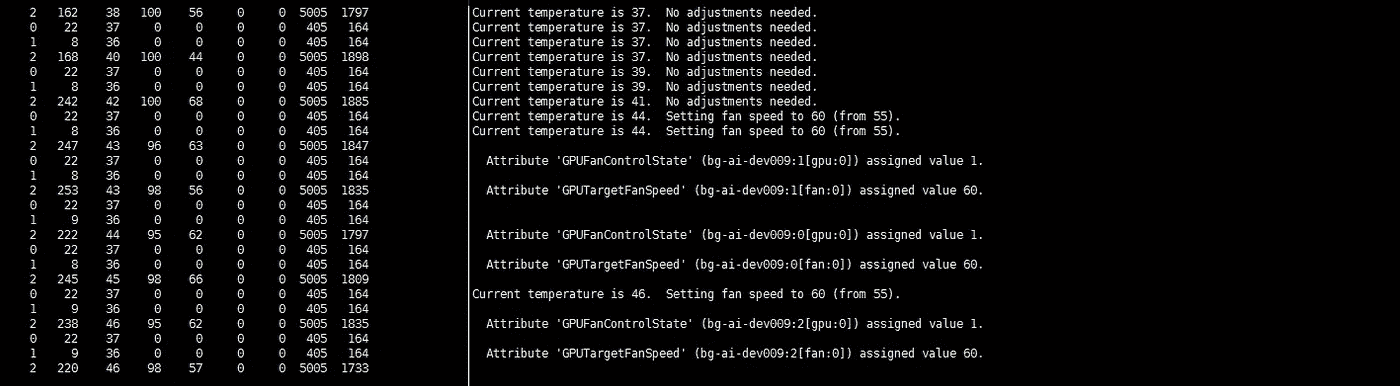 2 162 38 100 56 0 0 5005 1797
0 22 37 0 0 0 0 405 164
1 8 36 0 0 0 0 405 164
2 168 40 100 44 0 0 5005 1898
0 22 37 0 0 0 0 405 164
1 8 36 0 0 0 0 405 164
2 242 42 100 68 0 0 5005 1885
0 22 37 0 0 0 0 405 164
1 8 36 0 0 0 0 405 164
2 247 43 96 63 0 0 5005 1847
0 22 37 0 0 0 0 405 164
1 8 36 0 0 0 0 405 164
2 253 43 98 56 0 0 5005 1835
0 22 37 0 0 0 0 405 164
1 9 36 0 0 0 0 405 164
2 222 44 95 62 0 0 5005 1797
0 22 37 0 0 0 0 405 164
1 8 36 0 0 0 0 405 164
2 245 45 98 66 0 0 5005 1809
0 22 37 0 0 0 0 405 164
1 9 36 0 0 0 0 405 164
2 238 46 95 62 0 0 5005 1835
0 22 37 0 0 0 0 405 164
1 9 36 0 0 0 0 405 164
2 220 46 98 57 0 0 5005 1733
Current temperature is 37. No adjustments needed.
Current temperature is 37. No adjustments needed.
Current temperature is 37. No adjustments needed.
Current temperature is 37. No adjustments needed.
Current temperature is 39. No adjustments needed.
Current temperature is 39. No adjustments needed.
Current temperature is 41. No adjustments needed.
Current temperature is 44. Setting fan speed to 60 (from 55).
Current temperature is 44. Setting fan speed to 60 (from 55).
Attribute 'GPUFanControlState' (bg-ai-dev009:1[gpu:0]) assigned value 1.
Attribute 'GPUTargetFanSpeed' (bg-ai-dev009:1[fan:0]) assigned value 60.
Attribute 'GPUFanControlState' (bg-ai-dev009:0[gpu:0]) assigned value 1.
Attribute 'GPUTargetFanSpeed' (bg-ai-dev009:0[fan:0]) assigned value 60.
Current temperature is 46. Setting fan speed to 60 (from 55).
Attribute 'GPUFanControlState' (bg-ai-dev009:2[gpu:0]) assigned value 1.
Attribute 'GPUTargetFanSpeed' (bg-ai-dev009:2[fan:0]) assigned value 60.